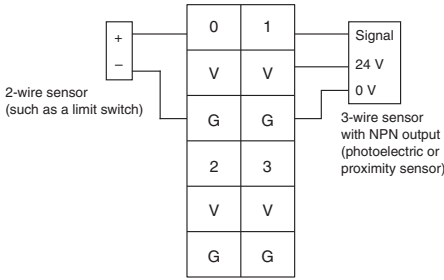 +
–
2-wire sensor
(such as a limit switch)
0 1
V V
G G
2 3
V V
G G
Signal
24 V
0 V
3-wire sensor
with NPN output
(photoelectric or
proximity sensor)